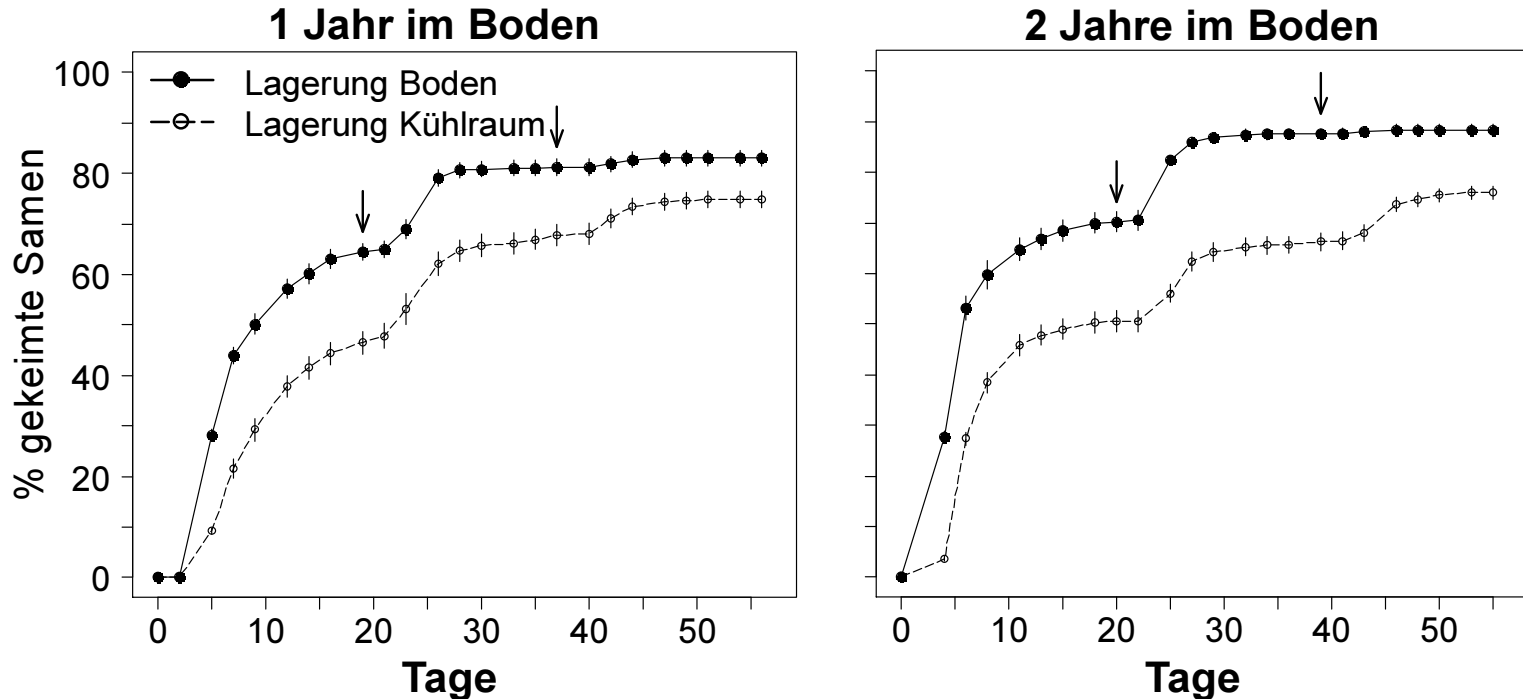 1 Jahr im Boden
2 Jahre im Boden
Lagerung Boden
Lagerung Kühlraum
% gekeimte Samen
100
80
60
40
20
0
0 10 20 30 40 50
0 10 20 30 40 50
Tage
Tage